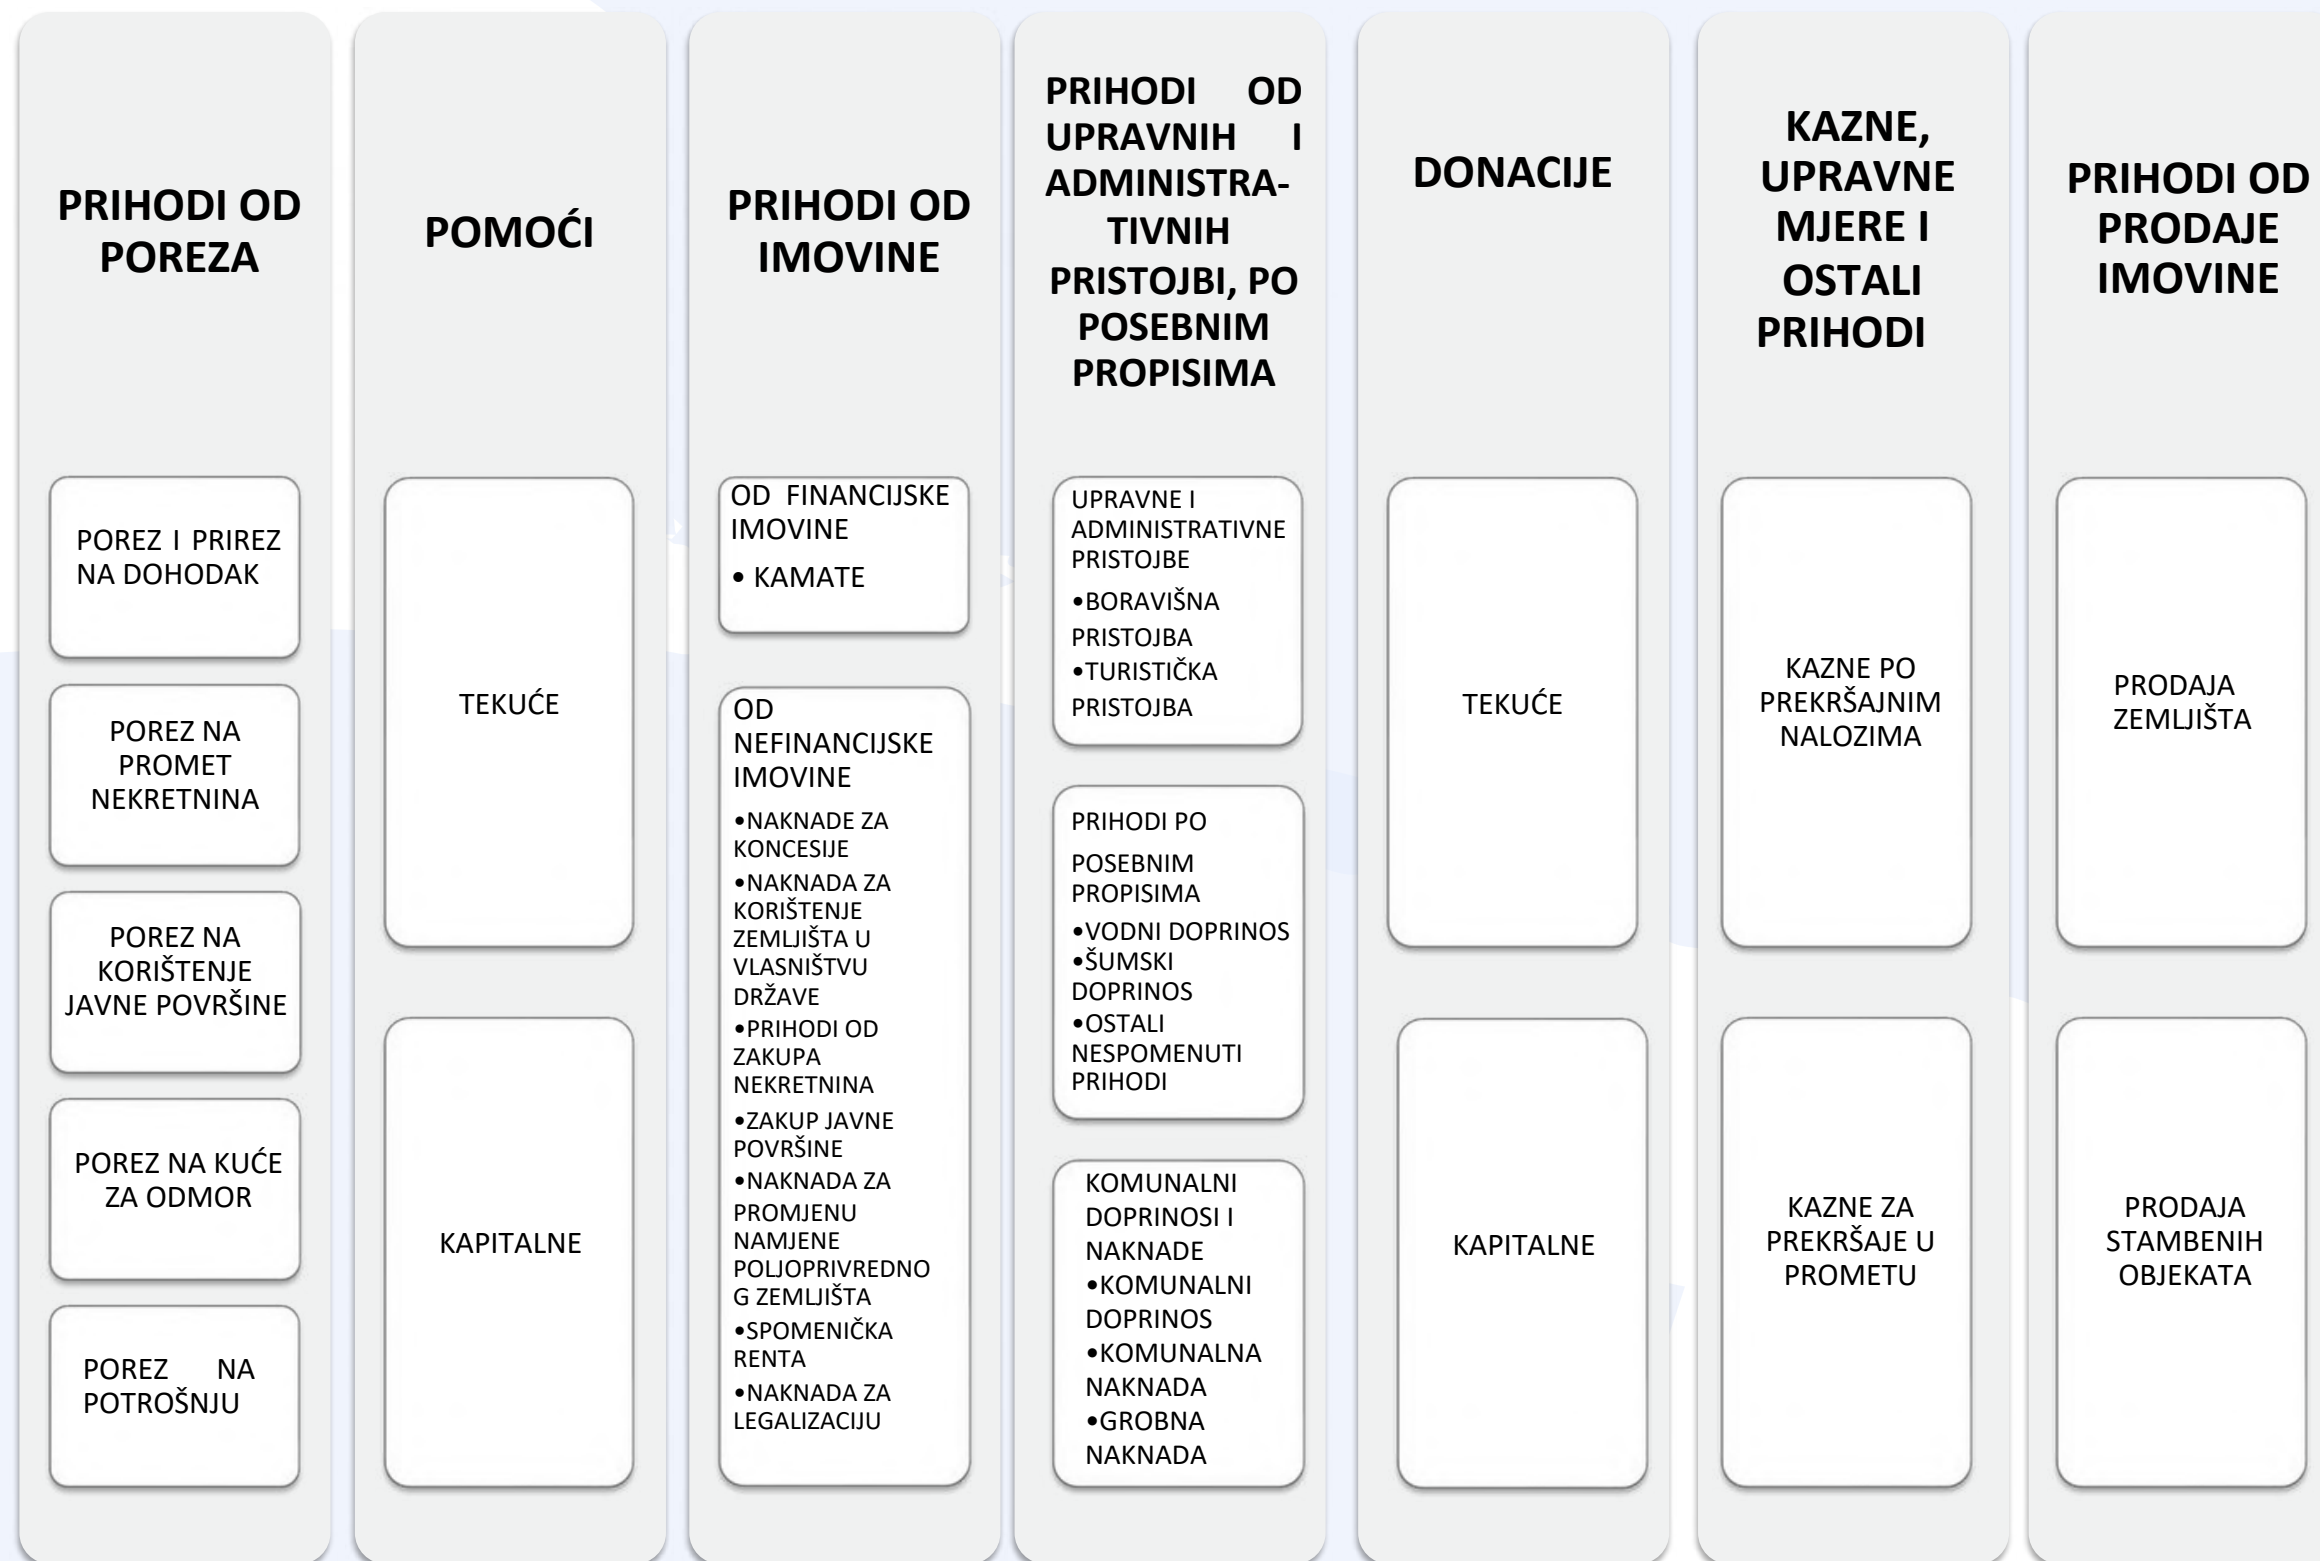 PRIHODI OD
POREZA
POREZ I PRIREZ
NA DOHODAK
POREZ NA
PROMET
NEKRETNINA
POREZ NA
KORIŠTENJE
JAVNE POVRŠINE
POREZ NA KUĆE
ZA ODMOR
POREZ NA
POTROŠNJU
POMOĆI
TEKUĆE
KAPITALNE
PRIHODI OD
IMOVINE
OD FINANCIJSKE
IMOVINE
• KAMATE
OD
NEFINANCIJSKE
IMOVINE
•NAKNADE ZA
KONCESIJE
•NAKNADA ZA
KORIŠTENJE
ZEMLJIŠTA U
VLASNIŠTVU
DRŽAVE
•PRIHODI OD
ZAKUPA
NEKRETNINA
•ZAKUP JAVNE
POVRŠINE
•NAKNADA ZA
PROMJENU
NAMJENE
POLJOPRIVREDNO
G ZEMLJIŠTA
•SPOMENIČKA
RENTA
•NAKNADA ZA
LEGALIZACIJU
PRIHODI OD
UPRAVNIH I
ADMINISTRA-
TIVNIH
PRISTOJBI, PO
POSEBNIM
PROPISIMA
UPRAVNE I
ADMINISTRATIVNE
PRISTOJBE
•BORAVIŠNA
PRISTOJBA
•TURISTIČKA
PRISTOJBA
PRIHODI PO
POSEBNIM
PROPISIMA
•VODNI DOPRINOS
•ŠUMSKI
DOPRINOS
•OSTALI
NESPOMENUTI
PRIHODI
KOMUNALNI
DOPRINOSI I
NAKNADE
•KOMUNALNI
DOPRINOS
•KOMUNALNA
NAKNADA
•GROBNA
NAKNADA
DONACIJE
TEKUĆE
KAPITALNE
KAZNE,
UPRAVNE
MJERE I
OSTALI
PRIHODI
KAZNE PO
PREKRŠAJNIM
NALOZIMA
KAZNE ZA
PREKRŠAJE U
PROMETU
PRIHODI OD
PRODAJE
IMOVINE
PRODAJA
ZEMLJIŠTA
PRODAJA
STAMBENIH
OBJEKATA